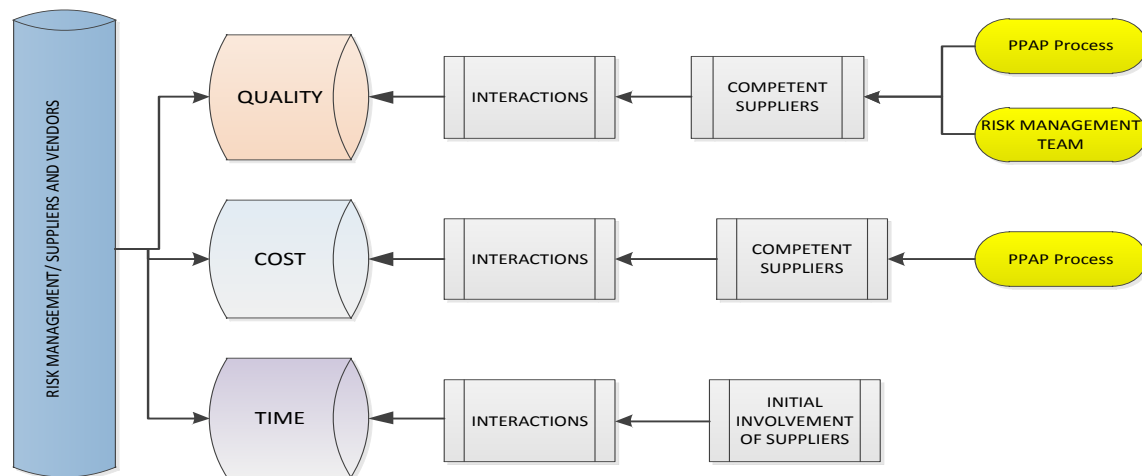 RISK MANAGEMENT/ SUPPLIERS AND VENDORS
QUALITY
INTERACTIONS
COMPETENT
SUPPLIERS
PPAP Process
RISK MANAGEMENT
TEAM
COST
INTERACTIONS
COMPETENT
SUPPLIERS
PPAP Process
TIME
INTERACTIONS
INITIAL
INVOLVEMENT
OF SUPPLIERS